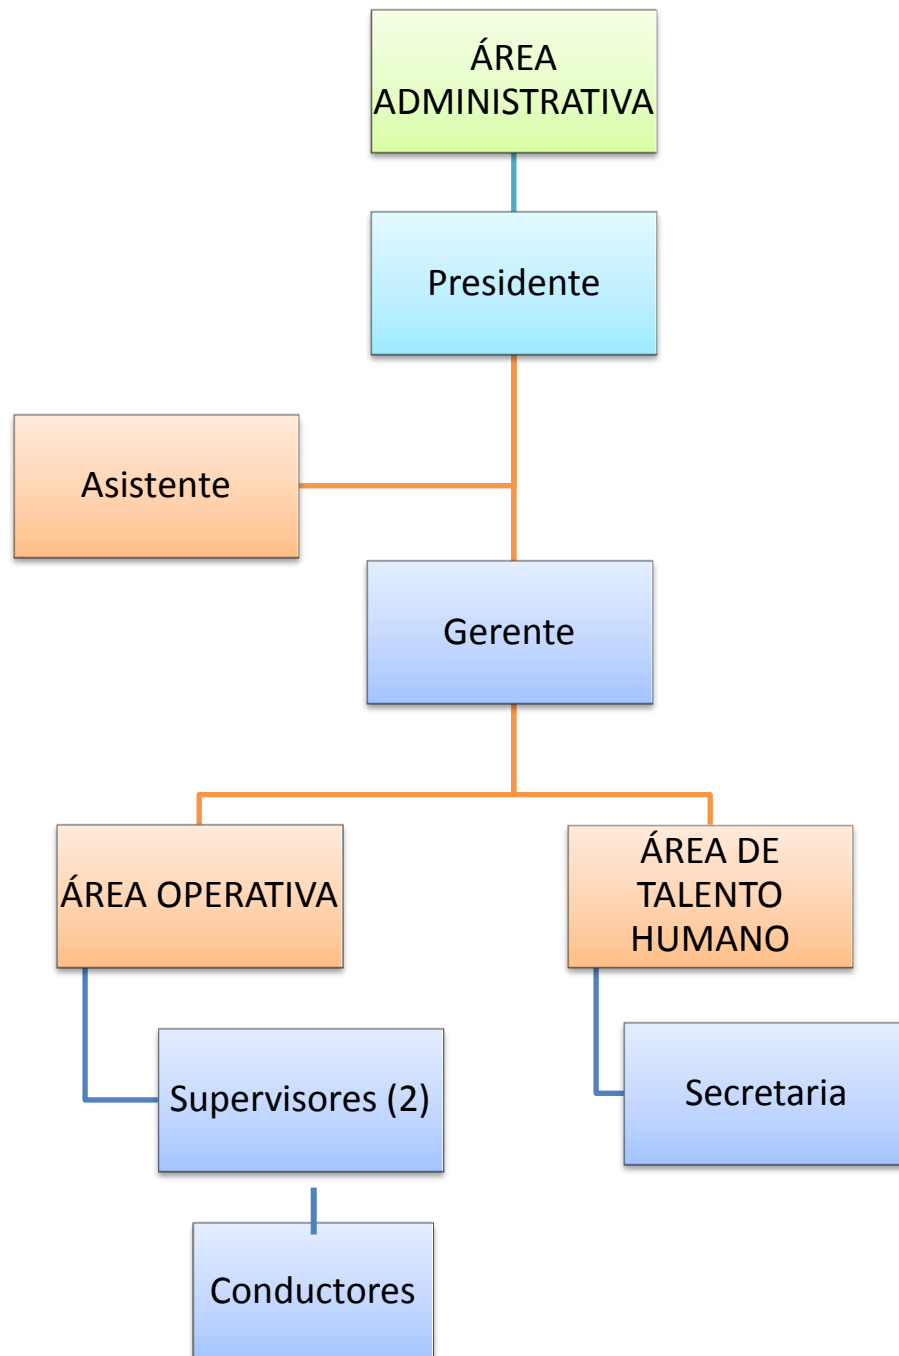 ÁREA
ADMINISTRATIVA
Presidente
Asistente
Gerente
ÁREA OPERATIVA
ÁREA DE
TALENTO
HUMANO
Supervisores (2)
Secretaria
Conductores